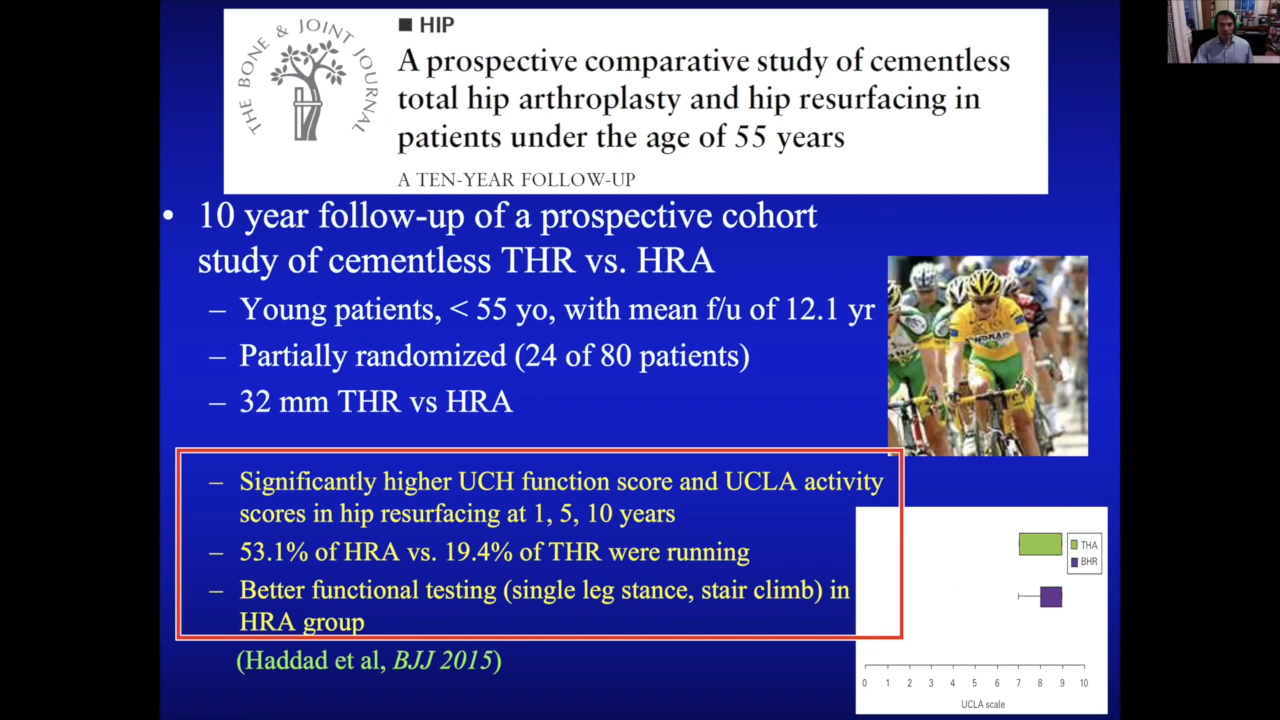 THE BONE & JOINT JOURNAL
■ HIP
A prospective comparative study of cementless
total hip arthroplasty and hip resurfacing in
patients under the age of 55 years
A TEN-YEAR FOLLOW-UP
• 10 year follow-up of a prospective cohort
study of cementless THR vs. HRA
– Young patients, < 55 yo, with mean f/u of 12.1 yr
– Partially randomized (24 of 80 patients)
– 32 mm THR vs HRA
– Significantly higher UCH function score and UCLA activity
scores in hip resurfacing at 1, 5, 10 years
– 53.1% of HRA vs. 19.4% of THR were running
– Better functional testing (single leg stance, stair climb) in
HRA group
(Haddad et al, BJJ 2015)
THA
BHR
0 1 2 3 4 5 6 7 8 9 10
UCLA scale